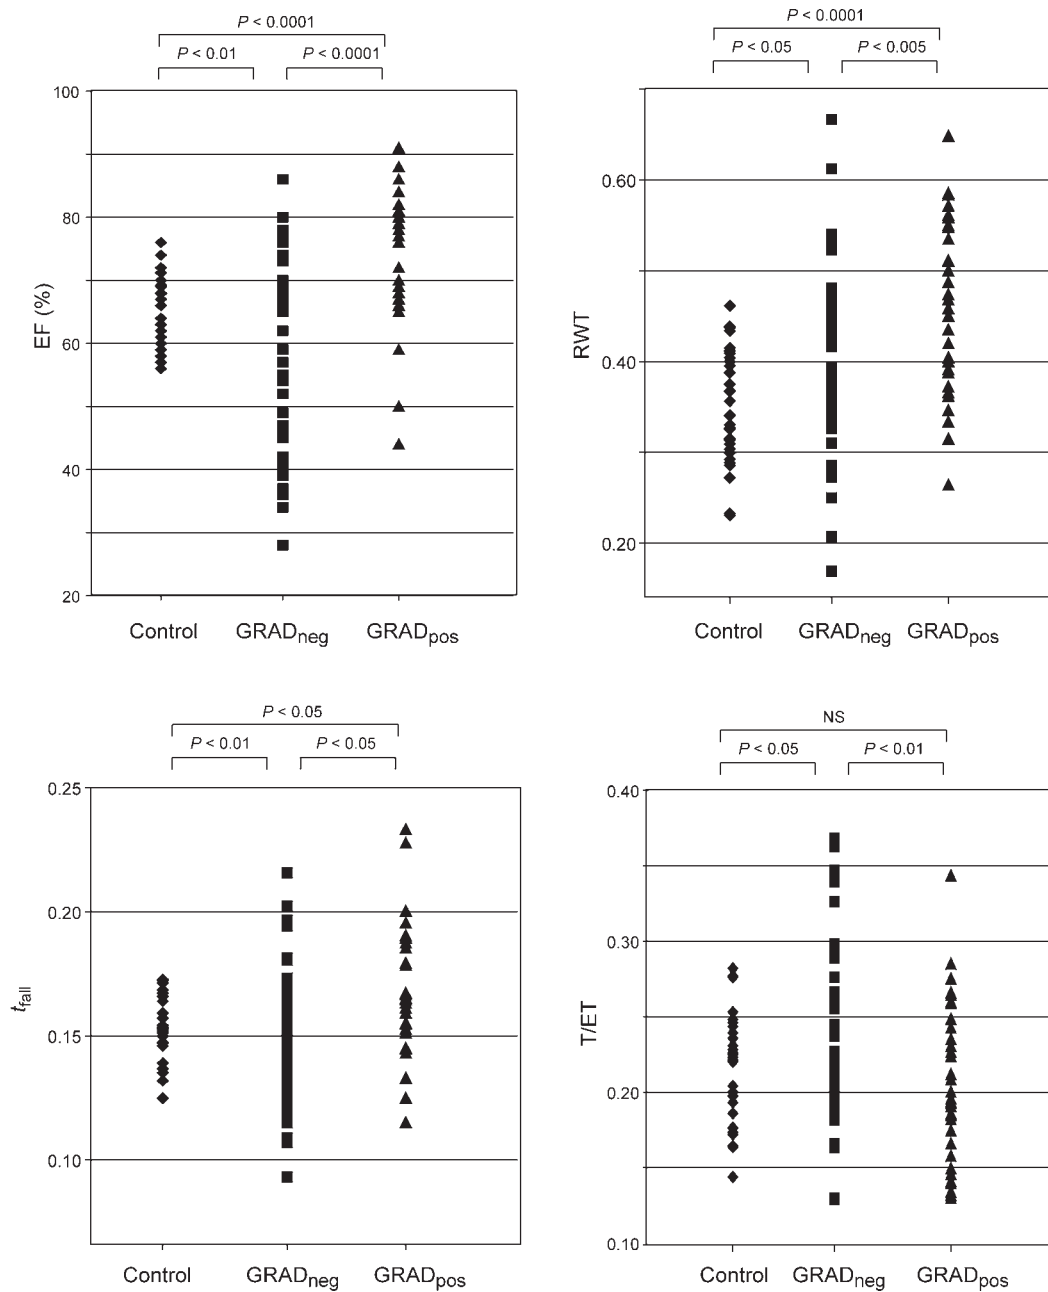 P < 0.0001
P < 0.01 P < 0.0001
100
80
60
40
20
EF (%)
Control GRADneg GRADpos
P < 0.0001
P < 0.05 P < 0.005
0.60
0.40
0.20
RWT
Control GRADneg GRADpos
P < 0.05
P < 0.01 P < 0.05
0.25
0.20
0.15
0.10
tfall
Control GRADneg GRADpos
NS
P < 0.05 P < 0.01
0.40
0.30
0.20
0.10
T/ET
Control GRADneg GRADpos